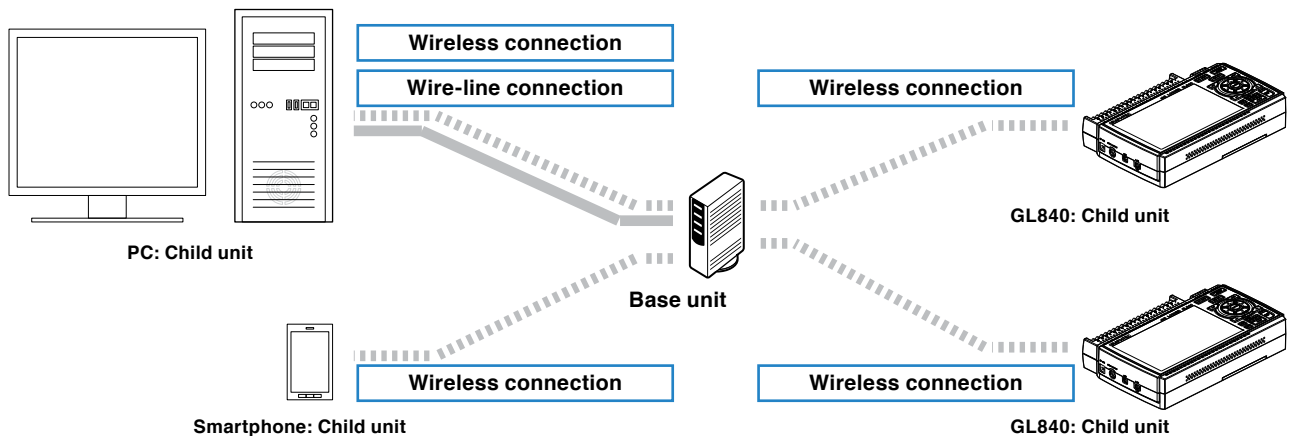 Wireless connection
Wire-line connection
Wireless connection
PC: Child unit
GL840: Child unit
Base unit
Wireless connection
Wireless connection
Smartphone: Child unit
GL840: Child unit